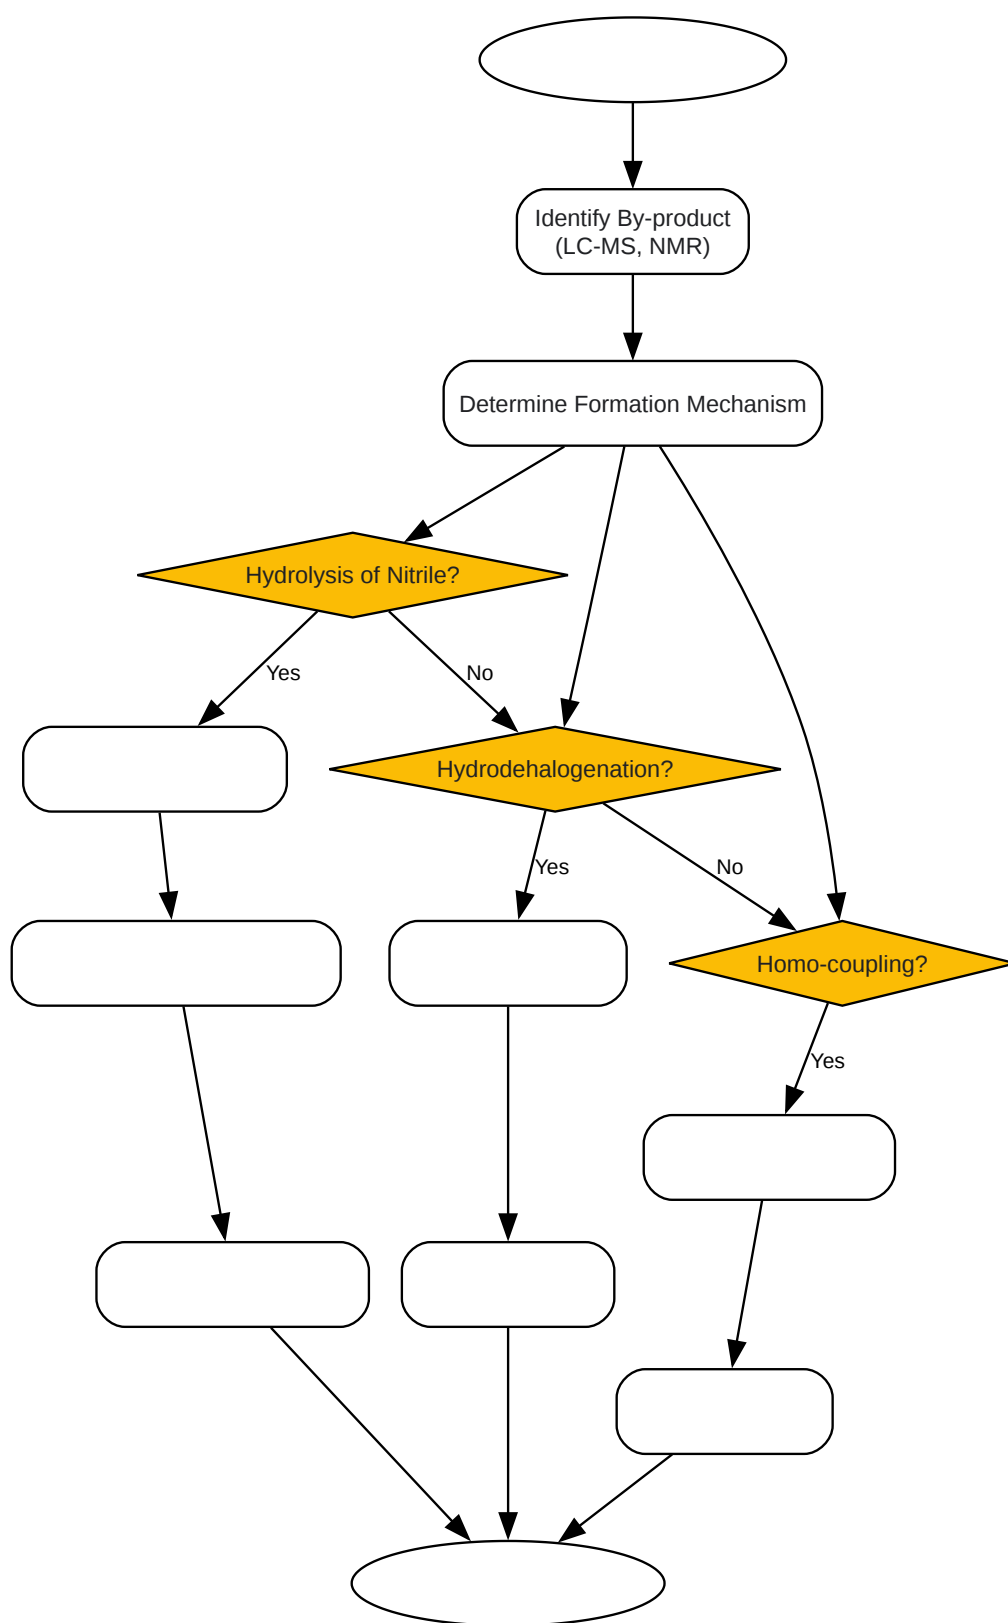 Identify By-product
(LC-MS, NMR)
Determine Formation Mechanism
Hydrolysis of Nitrile?
Yes
No
Hydrodehalogenation?
Yes
No
Homo-coupling?
Yes